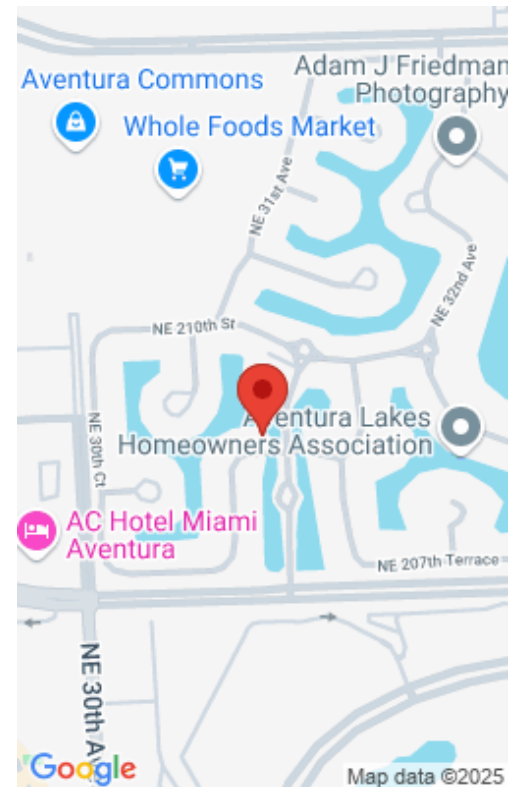 Adam J Friedman
Photography
Aventura Commons
Whole Foods Market
NE 31st Ave
NE 32nd Ave
NE 210th St
NE 30th Ct
Aventura Lakes
Homeowners Association
AC Hotel Miami
Aventura
NE 207th Terrace
NE 30th Av
Google
Map data ©2025